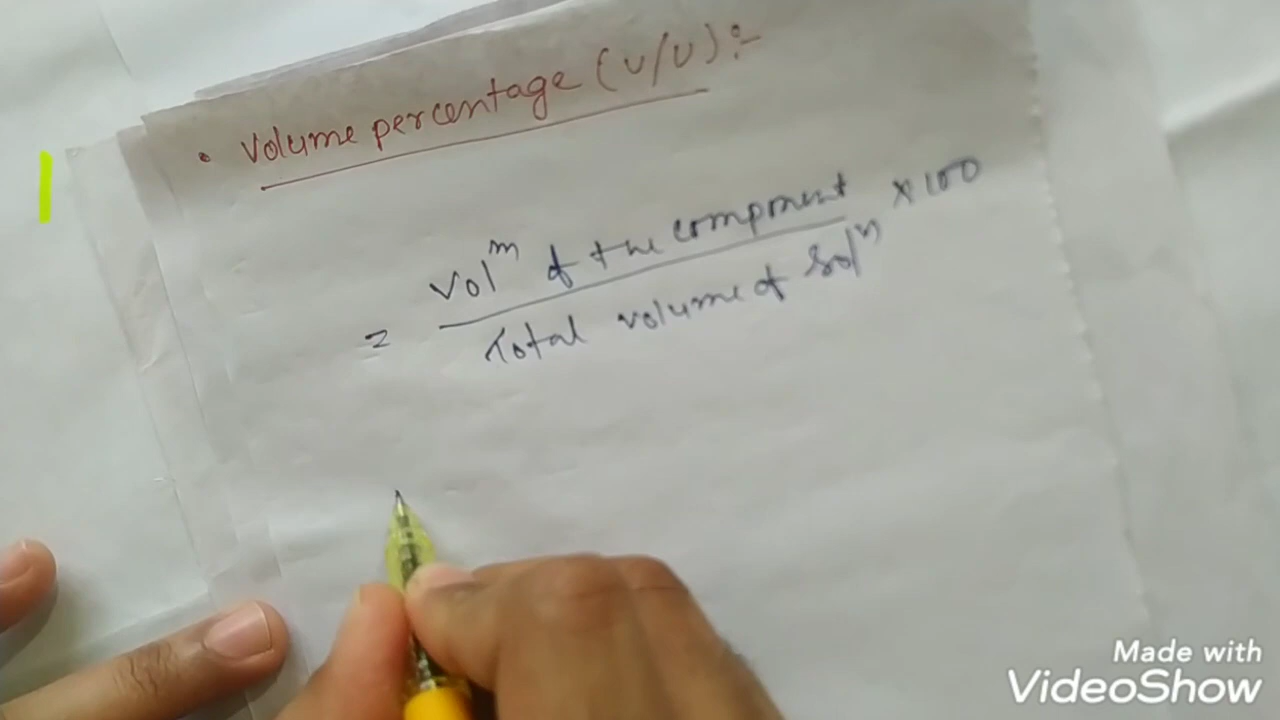 • Volume percentage (V/V):-
Volᵐ of the component × 100
= Total volume of solⁿ
Made with
VideoShow